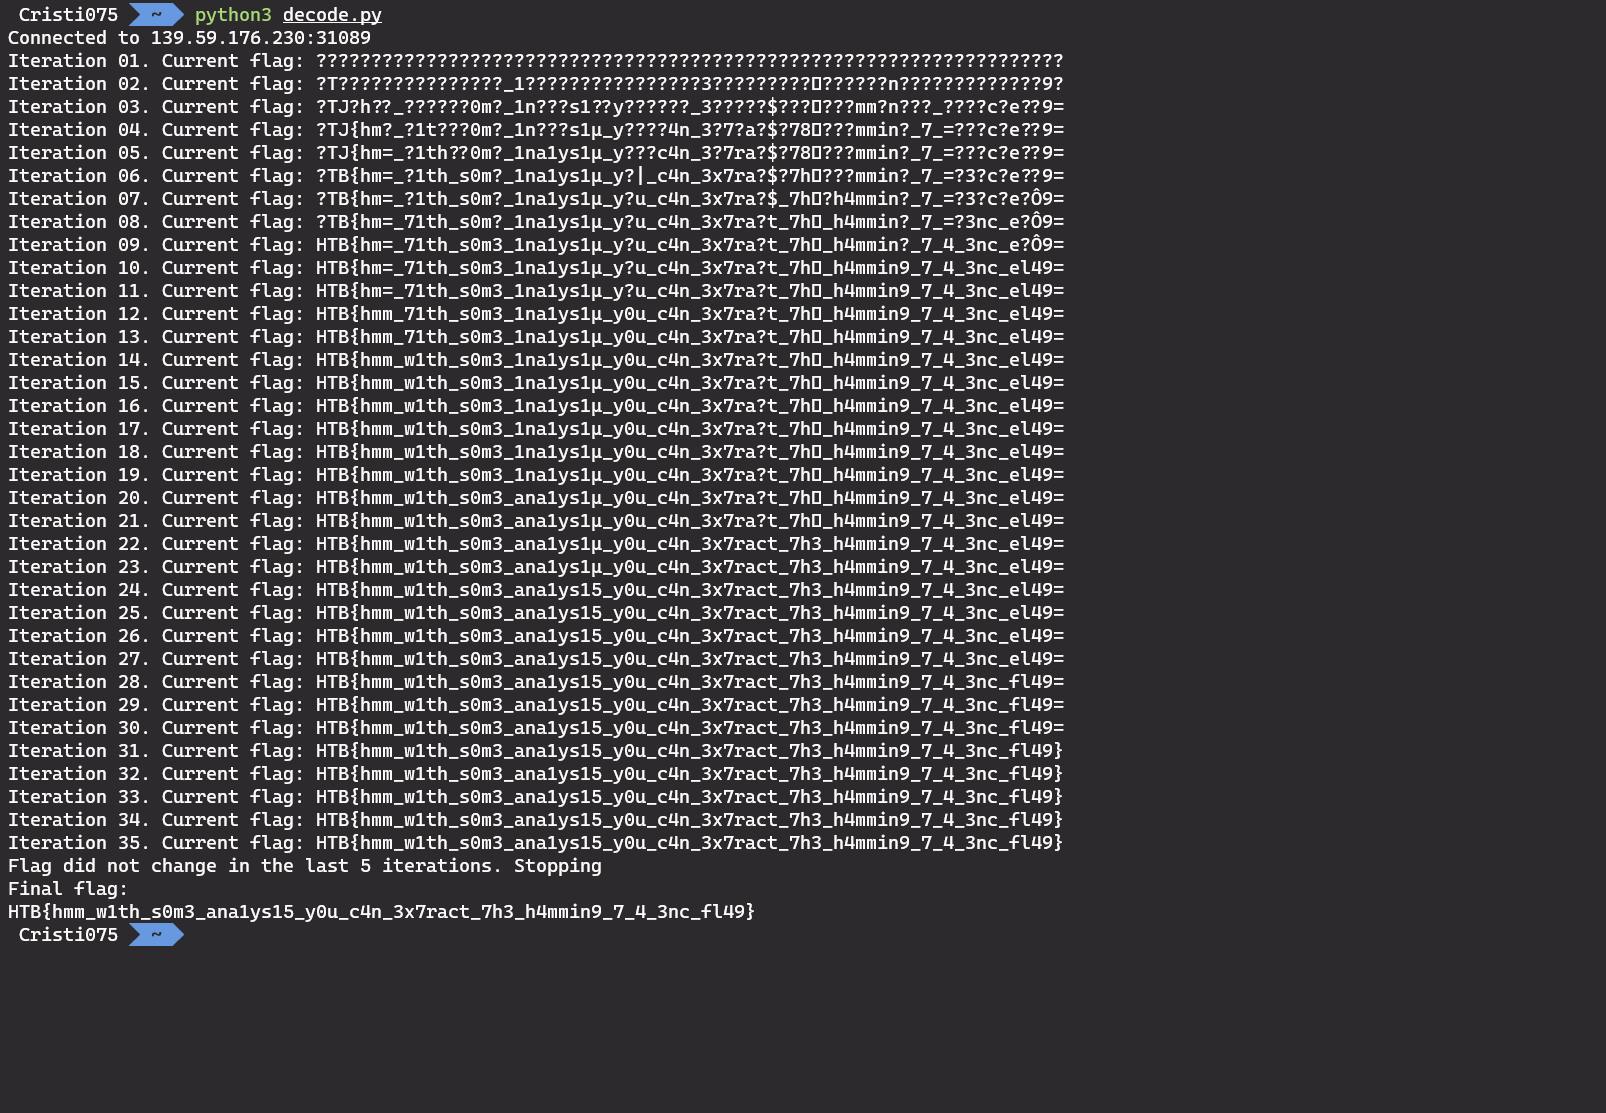 Cristi075 ~ python3 decode.py
Connected to 139.59.176.230:31089
Iteration 01. Current flag: ????????????????????????????????????????????????????????????????????
Iteration 02. Current flag: ?T???????????????_1????????????????3?????????▯??????n?????????????9?
Iteration 03. Current flag: ?TJ?h??_??????0m?_1n???s1??y??????_3?????$???▯???mm?n???_????c?e??9=
Iteration 04. Current flag: ?TJ{hm?_?1t???0m?_1n???s1µ_y????4n_3?7?a?$?78▯???mmin?_7_=???c?e??9=
Iteration 05. Current flag: ?TJ{hm=_?1th??0m?_1na1ys1µ_y???c4n_3?7ra?$?78▯???mmin?_7_=???c?e??9=
Iteration 06. Current flag: ?TB{hm=_?1th_s0m?_1na1ys1µ_y?|_c4n_3x7ra?$?7h▯???mmin?_7_=?3?c?e??9=
Iteration 07. Current flag: ?TB{hm=_?1th_s0m?_1na1ys1µ_y?u_c4n_3x7ra?$_7h▯?h4mmin?_7_=?3?c?e?Ô9=
Iteration 08. Current flag: ?TB{hm=_71th_s0m?_1na1ys1µ_y?u_c4n_3x7ra?t_7h▯_h4mmin?_7_=?3nc_e?Ô9=
Iteration 09. Current flag: HTB{hm=_71th_s0m3_1na1ys1µ_y?u_c4n_3x7ra?t_7h▯_h4mmin?_7_4_3nc_e?Ô9=
Iteration 10. Current flag: HTB{hm=_71th_s0m3_1na1ys1µ_y?u_c4n_3x7ra?t_7h▯_h4mmin9_7_4_3nc_el49=
Iteration 11. Current flag: HTB{hm=_71th_s0m3_1na1ys1µ_y?u_c4n_3x7ra?t_7h▯_h4mmin9_7_4_3nc_el49=
Iteration 12. Current flag: HTB{hmm_71th_s0m3_1na1ys1µ_y0u_c4n_3x7ra?t_7h▯_h4mmin9_7_4_3nc_el49=
Iteration 13. Current flag: HTB{hmm_71th_s0m3_1na1ys1µ_y0u_c4n_3x7ra?t_7h▯_h4mmin9_7_4_3nc_el49=
Iteration 14. Current flag: HTB{hmm_w1th_s0m3_1na1ys1µ_y0u_c4n_3x7ra?t_7h▯_h4mmin9_7_4_3nc_el49=
Iteration 15. Current flag: HTB{hmm_w1th_s0m3_1na1ys1µ_y0u_c4n_3x7ra?t_7h▯_h4mmin9_7_4_3nc_el49=
Iteration 16. Current flag: HTB{hmm_w1th_s0m3_1na1ys1µ_y0u_c4n_3x7ra?t_7h▯_h4mmin9_7_4_3nc_el49=
Iteration 17. Current flag: HTB{hmm_w1th_s0m3_1na1ys1µ_y0u_c4n_3x7ra?t_7h▯_h4mmin9_7_4_3nc_el49=
Iteration 18. Current flag: HTB{hmm_w1th_s0m3_1na1ys1µ_y0u_c4n_3x7ra?t_7h▯_h4mmin9_7_4_3nc_el49=
Iteration 19. Current flag: HTB{hmm_w1th_s0m3_1na1ys1µ_y0u_c4n_3x7ra?t_7h▯_h4mmin9_7_4_3nc_el49=
Iteration 20. Current flag: HTB{hmm_w1th_s0m3_ana1ys1µ_y0u_c4n_3x7ra?t_7h▯_h4mmin9_7_4_3nc_el49=
Iteration 21. Current flag: HTB{hmm_w1th_s0m3_ana1ys1µ_y0u_c4n_3x7ra?t_7h▯_h4mmin9_7_4_3nc_el49=
Iteration 22. Current flag: HTB{hmm_w1th_s0m3_ana1ys1µ_y0u_c4n_3x7ract_7h3_h4mmin9_7_4_3nc_el49=
Iteration 23. Current flag: HTB{hmm_w1th_s0m3_ana1ys1µ_y0u_c4n_3x7ract_7h3_h4mmin9_7_4_3nc_el49=
Iteration 24. Current flag: HTB{hmm_w1th_s0m3_ana1ys15_y0u_c4n_3x7ract_7h3_h4mmin9_7_4_3nc_el49=
Iteration 25. Current flag: HTB{hmm_w1th_s0m3_ana1ys15_y0u_c4n_3x7ract_7h3_h4mmin9_7_4_3nc_el49=
Iteration 26. Current flag: HTB{hmm_w1th_s0m3_ana1ys15_y0u_c4n_3x7ract_7h3_h4mmin9_7_4_3nc_el49=
Iteration 27. Current flag: HTB{hmm_w1th_s0m3_ana1ys15_y0u_c4n_3x7ract_7h3_h4mmin9_7_4_3nc_el49=
Iteration 28. Current flag: HTB{hmm_w1th_s0m3_ana1ys15_y0u_c4n_3x7ract_7h3_h4mmin9_7_4_3nc_fl49=
Iteration 29. Current flag: HTB{hmm_w1th_s0m3_ana1ys15_y0u_c4n_3x7ract_7h3_h4mmin9_7_4_3nc_fl49=
Iteration 30. Current flag: HTB{hmm_w1th_s0m3_ana1ys15_y0u_c4n_3x7ract_7h3_h4mmin9_7_4_3nc_fl49=
Iteration 31. Current flag: HTB{hmm_w1th_s0m3_ana1ys15_y0u_c4n_3x7ract_7h3_h4mmin9_7_4_3nc_fl49}
Iteration 32. Current flag: HTB{hmm_w1th_s0m3_ana1ys15_y0u_c4n_3x7ract_7h3_h4mmin9_7_4_3nc_fl49}
Iteration 33. Current flag: HTB{hmm_w1th_s0m3_ana1ys15_y0u_c4n_3x7ract_7h3_h4mmin9_7_4_3nc_fl49}
Iteration 34. Current flag: HTB{hmm_w1th_s0m3_ana1ys15_y0u_c4n_3x7ract_7h3_h4mmin9_7_4_3nc_fl49}
Iteration 35. Current flag: HTB{hmm_w1th_s0m3_ana1ys15_y0u_c4n_3x7ract_7h3_h4mmin9_7_4_3nc_fl49}
Flag did not change in the last 5 iterations. Stopping
Final flag:
HTB{hmm_w1th_s0m3_ana1ys15_y0u_c4n_3x7ract_7h3_h4mmin9_7_4_3nc_fl49}
Cristi075 ~